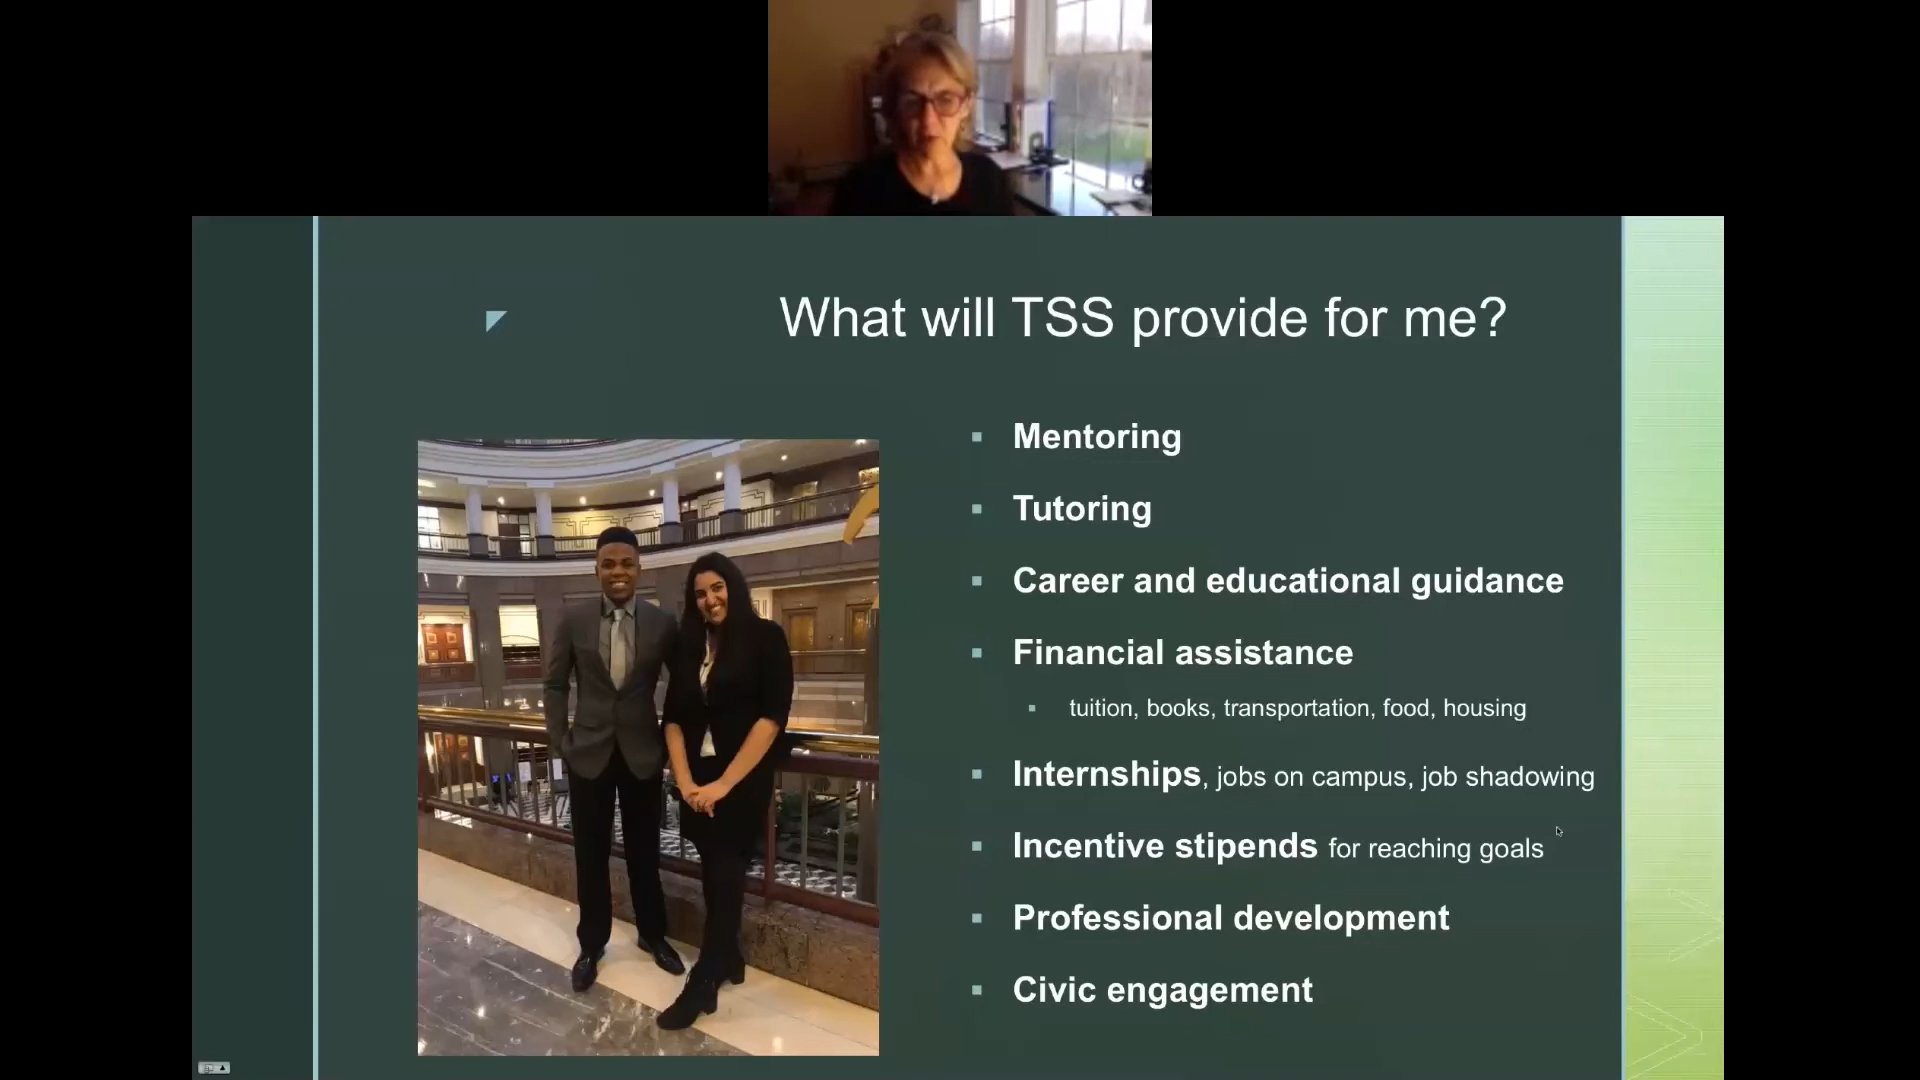 What will TSS provide for me?
Mentoring
Tutoring
Career and educational guidance
Financial assistance
tuition, books, transportation, food, housing
Internships, jobs on campus, job shadowing
Incentive stipends for reaching goals
Professional development
Civic engagement